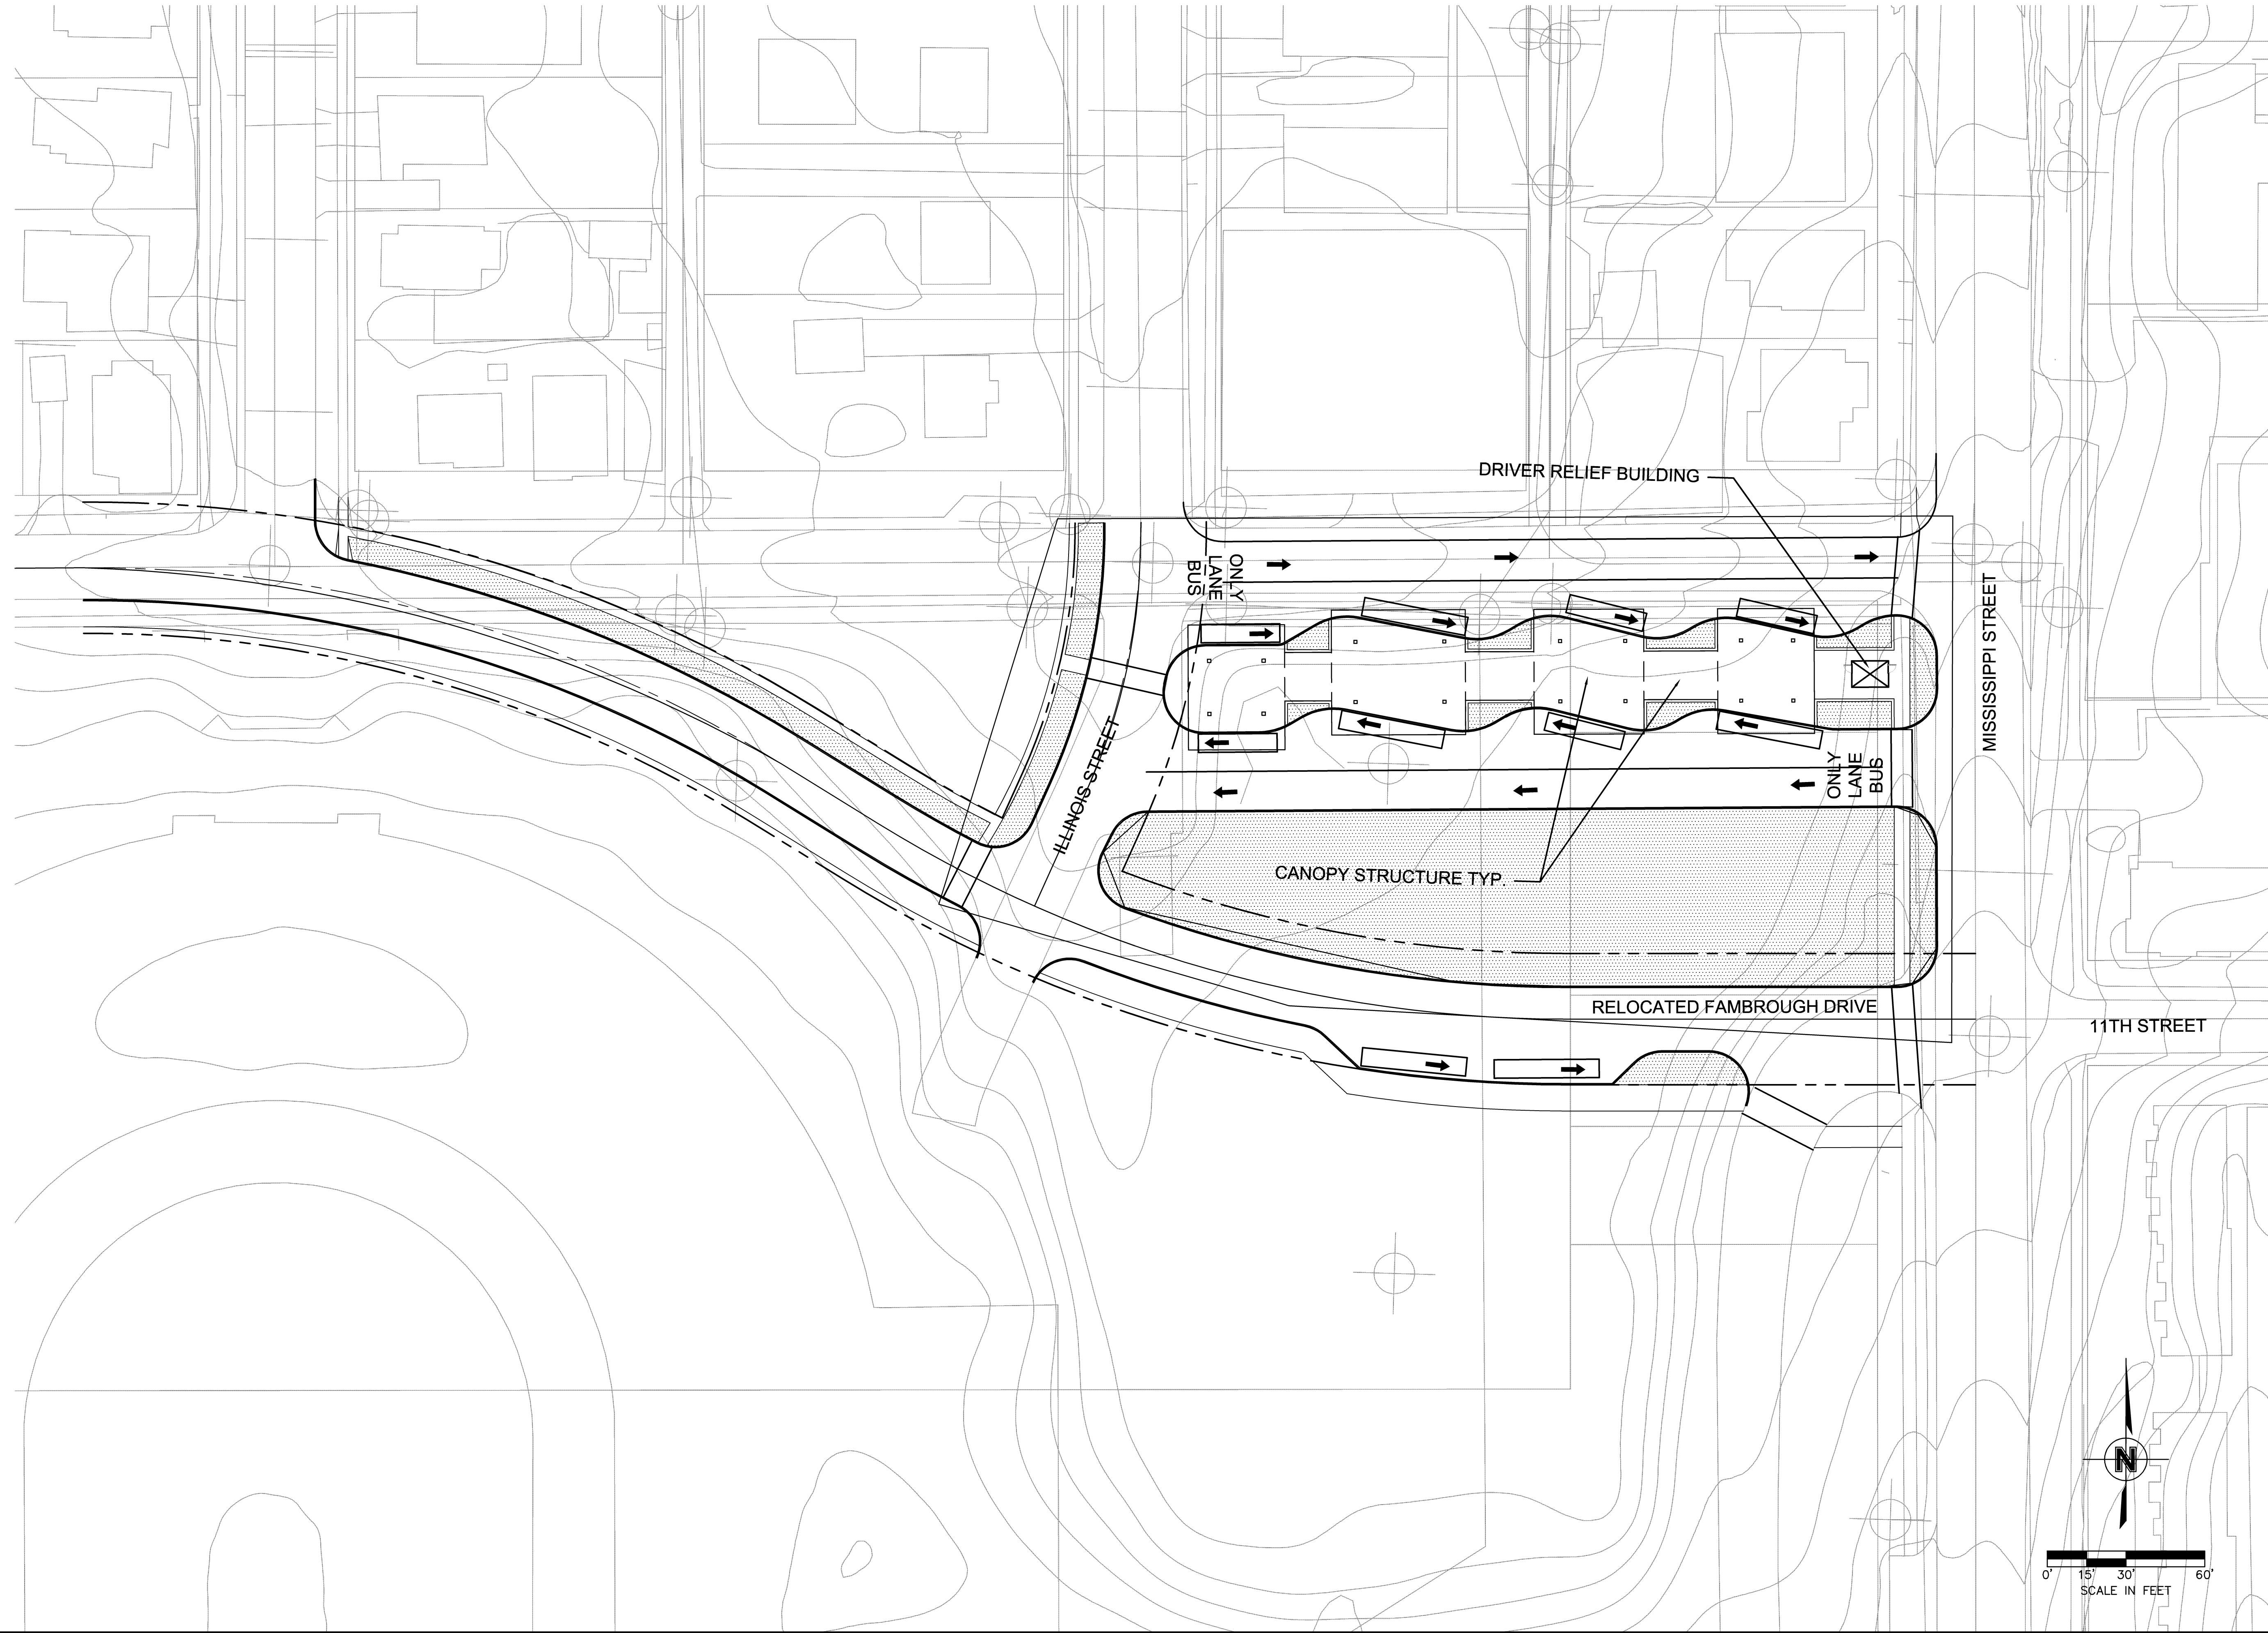 DRIVER RELIEF BUILDING
BUS
LANE
ONLY
MISSISSIPPI STREET
ILLINOIS STREET
ONLY
LANE
BUS
CANOPY STRUCTURE TYP.
RELOCATED FAMBROUGH DRIVE
11TH STREET
N
0' 15' 30' 60'
SCALE IN FEET